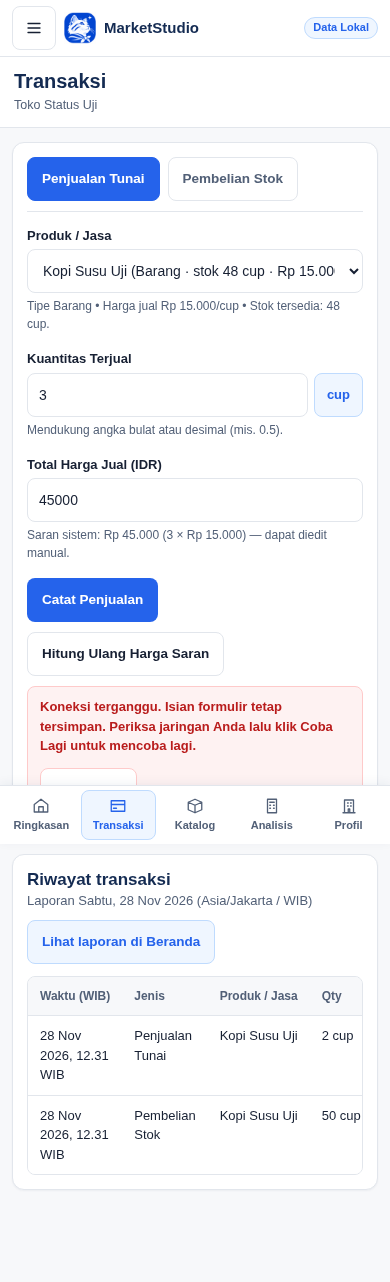 MarketStudio
Data Lokal
Transaksi
Toko Status Uji
Penjualan Tunai
Pembelian Stok
Produk / Jasa
Kopi Susu Uji (Barang · stok 48 cup · Rp 15.00
Tipe Barang • Harga jual Rp 15.000/cup • Stok tersedia: 48
cup.
Kuantitas Terjual
3
cup
Mendukung angka bulat atau desimal (mis. 0.5).
Total Harga Jual (IDR)
45000
Saran sistem: Rp 45.000 (3 × Rp 15.000) — dapat diedit
manual.
Catat Penjualan
Hitung Ulang Harga Saran
Koneksi terganggu. Isian formulir tetap
tersimpan. Periksa jaringan Anda lalu klik Coba
Lagi untuk mencoba lagi.
Ringkasan
Transaksi
Katalog
Analisis
Profil
Riwayat transaksi
Laporan Sabtu, 28 Nov 2026 (Asia/Jakarta / WIB)
Lihat laporan di Beranda
Waktu (WIB) Jenis Produk / Jasa Qty
28 Nov Penjualan Kopi Susu Uji 2 cup
2026, 12.31 Tunai
WIB
28 Nov Pembelian Kopi Susu Uji 50 cup
2026, 12.31 Stok
WIB